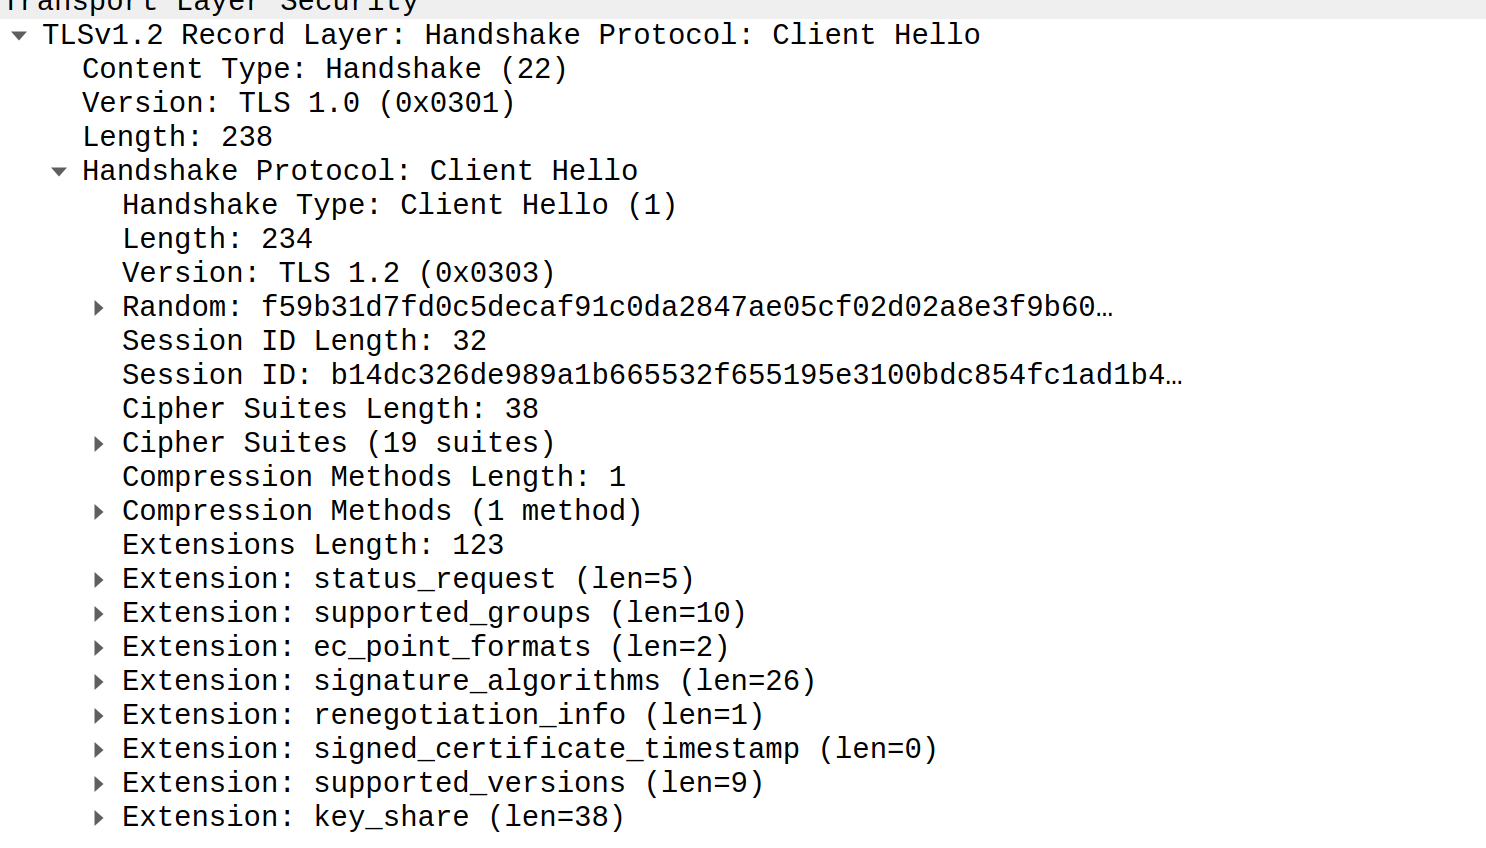 Transport Layer Security
TLSv1.2 Record Layer: Handshake Protocol: Client Hello
Content Type: Handshake (22)
Version: TLS 1.0 (0x0301)
Length: 238
Handshake Protocol: Client Hello
Handshake Type: Client Hello (1)
Length: 234
Version: TLS 1.2 (0x0303)
Random: f59b31d7fd0c5decaf91c0da2847ae05cf02d02a8e3f9b60…
Session ID Length: 32
Session ID: b14dc326de989a1b665532f655195e3100bdc854fc1ad1b4…
Cipher Suites Length: 38
Cipher Suites (19 suites)
Compression Methods Length: 1
Compression Methods (1 method)
Extensions Length: 123
Extension: status_request (len=5)
Extension: supported_groups (len=10)
Extension: ec_point_formats (len=2)
Extension: signature_algorithms (len=26)
Extension: renegotiation_info (len=1)
Extension: signed_certificate_timestamp (len=0)
Extension: supported_versions (len=9)
Extension: key_share (len=38)